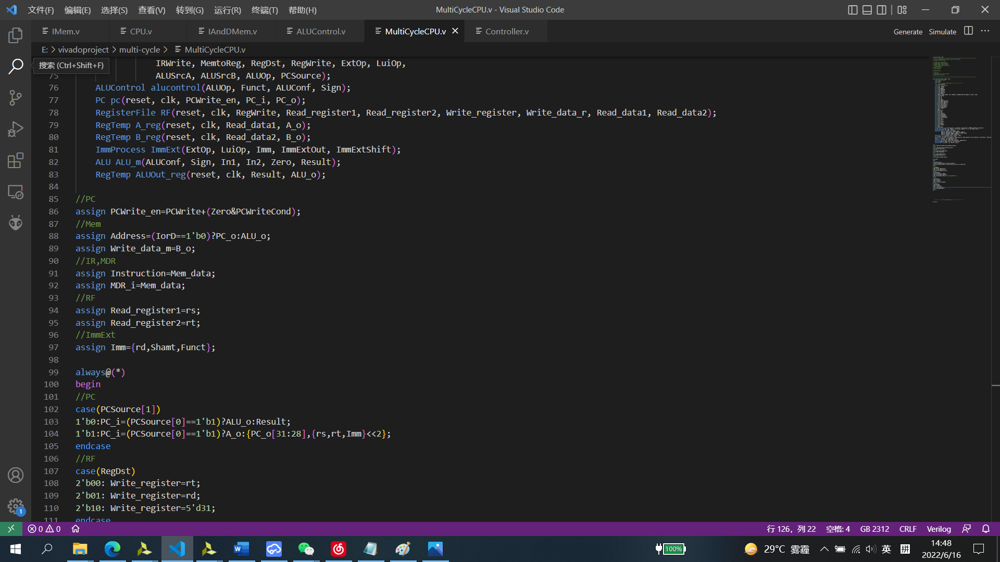 文件(F) 编辑(E) 选择(S) 查看(V) 转到(G) 运行(R) 终端(T) 帮助(H) MultiCycleCPU.v - Visual Studio Code
IMem.v CPU.v IAndDMem.v ALUControl.v MultiCycleCPU.v Controller.v Generate Simulate
E: > vivadoproject > multi-cycle > MultiCycleCPU.v
搜索 (Ctrl+Shift+F)
IRWrite, MemtoReg, RegDst, RegWrite, ExtOp, LuiOp,
75 ALUSrcA, ALUSrcB, ALUOp, PCSource);
76 ALUControl alucontrol(ALUOp, Funct, ALUConf, Sign);
77 PC pc(reset, clk, PCWrite_en, PC_i, PC_o);
78 RegisterFile RF(reset, clk, RegWrite, Read_register1, Read_register2, Write_register, Write_data_r, Read_data1, Read_data2);
79 RegTemp A_reg(reset, clk, Read_data1, A_o);
80 RegTemp B_reg(reset, clk, Read_data2, B_o);
81 ImmProcess ImmExt(ExtOp, LuiOp, Imm, ImmExtOut, ImmExtShift);
82 ALU ALU_m(ALUConf, Sign, In1, In2, Zero, Result);
83 RegTemp ALUOut_reg(reset, clk, Result, ALU_o);
84
85 //PC
86 assign PCWrite_en=PCWrite+(Zero&PCWriteCond);
87 //Mem
88 assign Address=(IorD==1'b0)?PC_o:ALU_o;
89 assign Write_data_m=B_o;
90 //IR,MDR
91 assign Instruction=Mem_data;
92 assign MDR_i=Mem_data;
93 //RF
94 assign Read_register1=rs;
95 assign Read_register2=rt;
96 //ImmExt
97 assign Imm={rd,Shamt,Funct};
98
99 always@(*)
100 begin
101 //PC
102 case(PCSource[1])
103 1'b0:PC_i=(PCSource[0]==1'b1)?ALU_o:Result;
104 1'b1:PC_i=(PCSource[0]==1'b1)?A_o:{PC_o[31:28],{rs,rt,Imm}<<2};
105 endcase
106 //RF
107 case(RegDst)
108 2'b00: Write_register=rt;
109 2'b01: Write_register=rd;
110 2'b10: Write_register=5'd31;
111 endcase
1
0 0 行 126, 列 22 空格: 4 GB 2312 CRLF Verilog
100% 29°C 雾霾 英 拼 14:48
2022/6/16